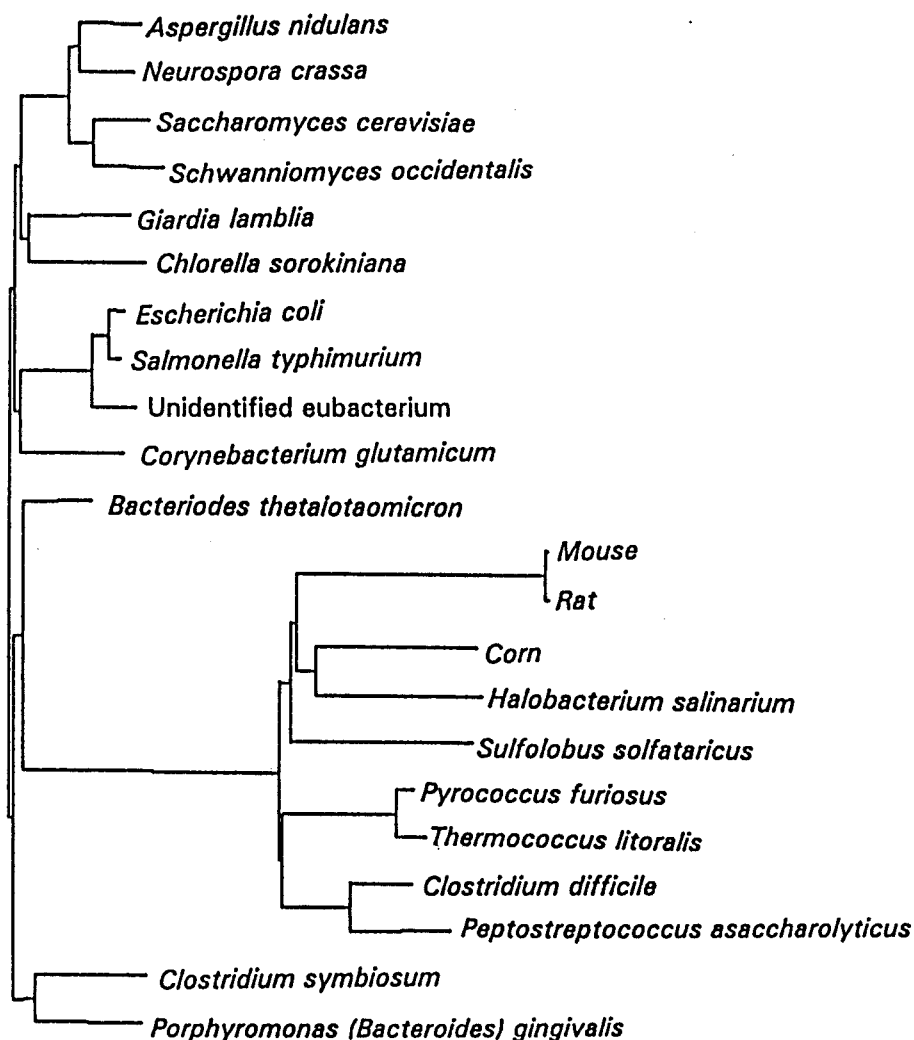 Aspergillus nidulans
Neurospora crassa
Saccharomyces cerevisiae
Schwanniomyces occidentalis
Giardia lamblia
Chlorella sorokiniana
Escherichia coli
Salmonella typhimurium
Unidentified eubacterium
Corynebacterium glutamicum
Bacteriodes thetalotaomicron
Mouse
Rat
Corn
Halobacterium salinarium
Sulfolobus solfataricus
Pyrococcus furiosus
Thermococcus litoralis
Clostridium difficile
Peptostreptococcus asaccharolyticus
Clostridium symbiosum
Porphyromonas (Bacteroides) gingivalis